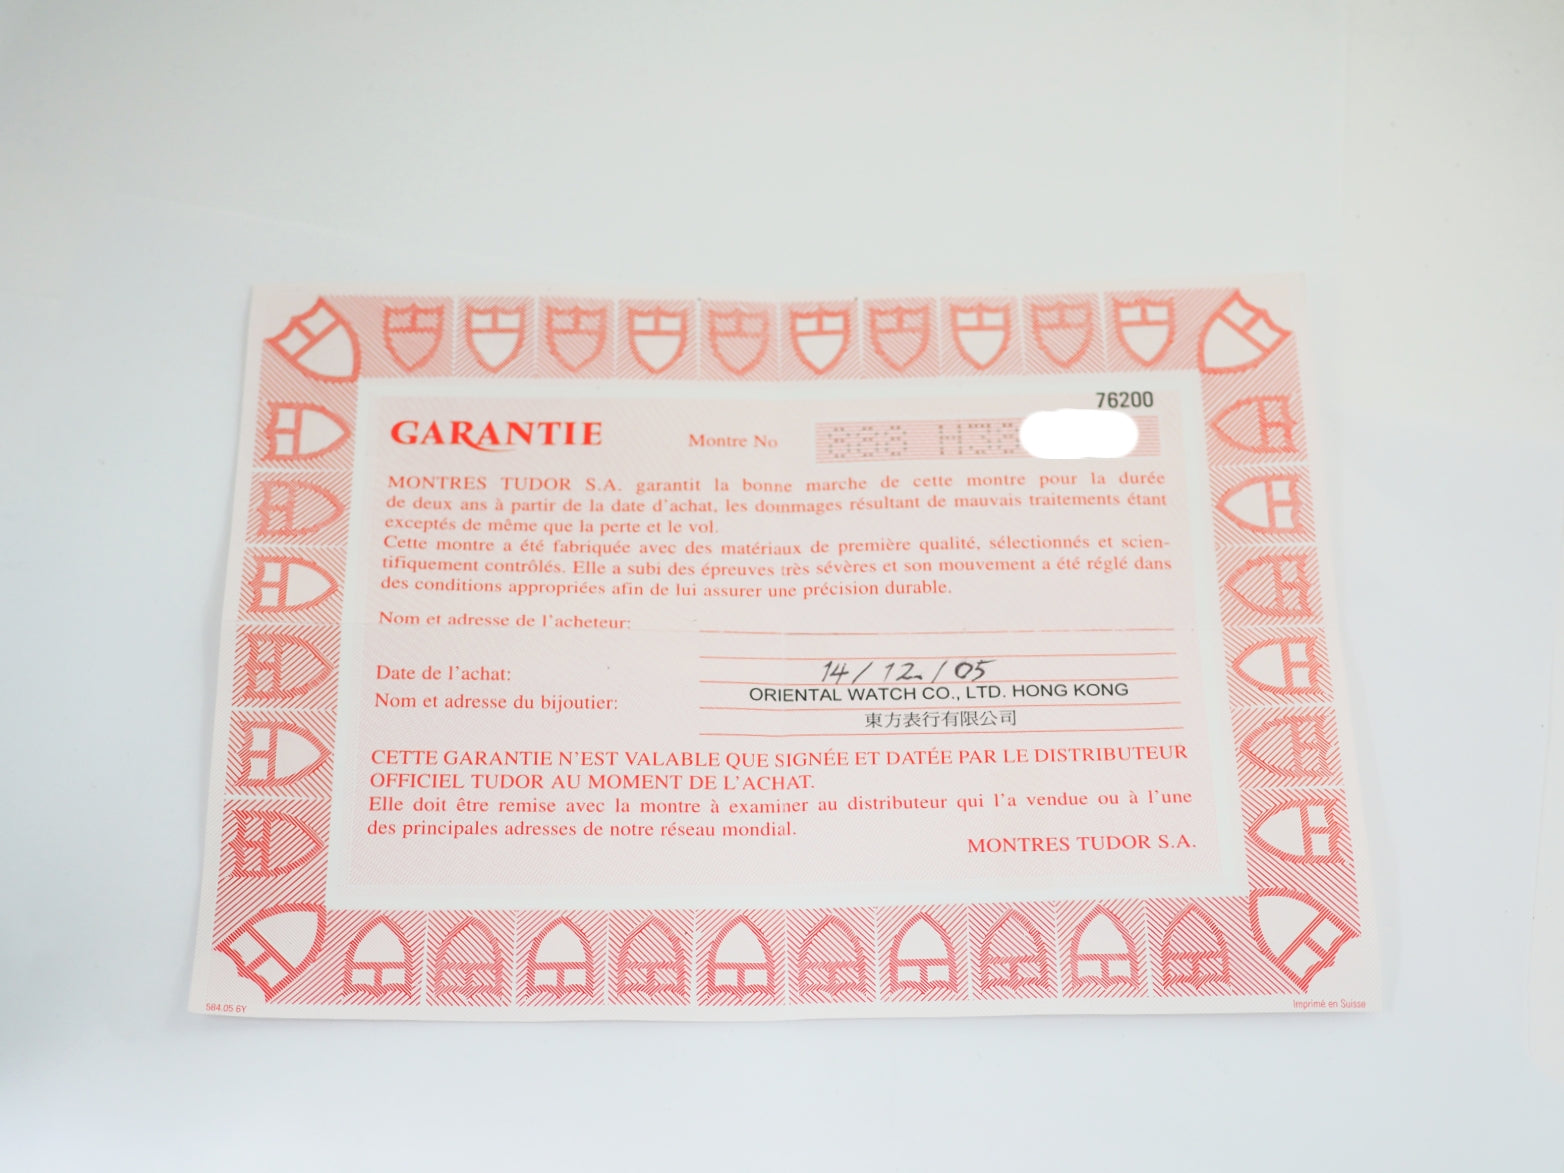 76200
GARANTIE
Montre No
MONTRES TUDOR S.A. garantit la bonne marche de cette montre pour la durée
de deux ans à partir de la date d'achat, les dommages résultant de mauvais traitements étant
exceptés de même que la perte et le vol.
Cette montre a été fabriquée avec des matériaux de première qualité, sélectionnés et scien-
tifiquement contrôlés. Elle a subi des épreuves très sévères et son mouvement a été réglé dans
des conditions appropriées afin de lui assurer une précision durable.
Nom et adresse de l'acheteur:
Date de l'achat: 14/12/05
Nom et adresse du bijoutier: ORIENTAL WATCH CO., LTD. HONG KONG
東方表行有限公司
CETTE GARANTIE N'EST VALABLE QUE SIGNÉE ET DATÉE PAR LE DISTRIBUTEUR
OFFICIEL TUDOR AU MOMENT DE L'ACHAT.
Elle doit être remise avec la montre à examiner au distributeur qui l'a vendue ou à l'une
des principales adresses de notre réseau mondial.
MONTRES TUDOR S.A.
564.05 6Y
Imprimé en Suisse